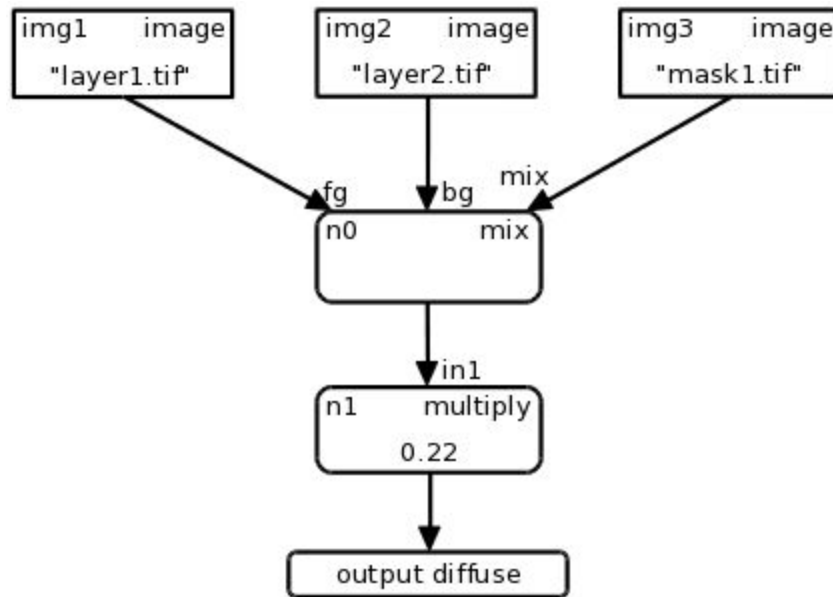 img1 image
"layer1.tif"
img2 image
"layer2.tif"
img3 image
"mask1.tif"
fg
bg
mix
n0 mix
in1
n1 multiply
0.22
output diffuse